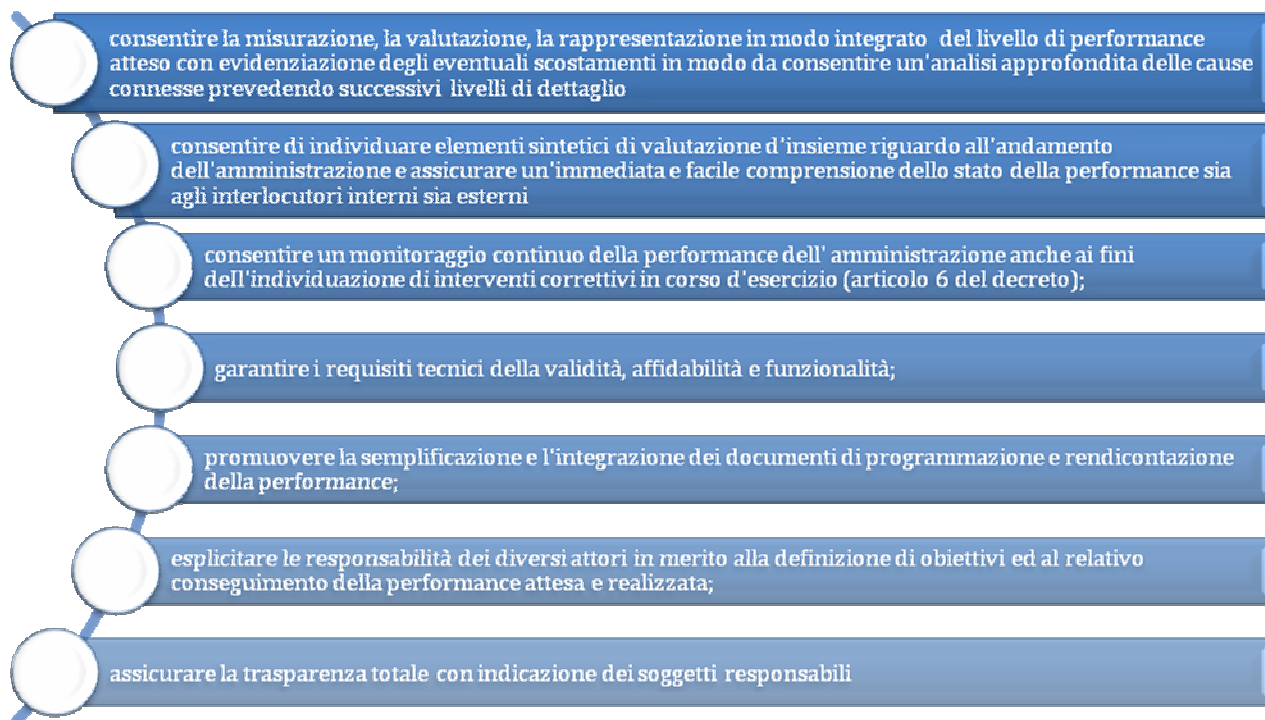 consentire la misurazione, la valutazione, la rappresentazione in modo integrato del livello di performance
atteso con evidenziazione degli eventuali scostamenti in modo da consentire un'analisi approfondita delle cause
connesse prevedendo successivi livelli di dettaglio
consentire di individuare elementi sintetici di valutazione d'insieme riguardo all'andamento
dell'amministrazione e assicurare un'immediata e facile comprensione dello stato della performance sia
agli interlocutori interni sia esterni
consentire un monitoraggio continuo della performance dell' amministrazione anche ai fini
dell'individuazione di interventi correttivi in corso d'esercizio (articolo 6 del decreto);
garantire i requisiti tecnici della validità, affidabilità e funzionalità;
promuovere la semplificazione e l'integrazione dei documenti di programmazione e rendicontazione
della performance;
esplicitare le responsabilità dei diversi attori in merito alla definizione di obiettivi ed al relativo
conseguimento della performance attesa e realizzata;
assicurare la trasparenza totale con indicazione dei soggetti responsabili